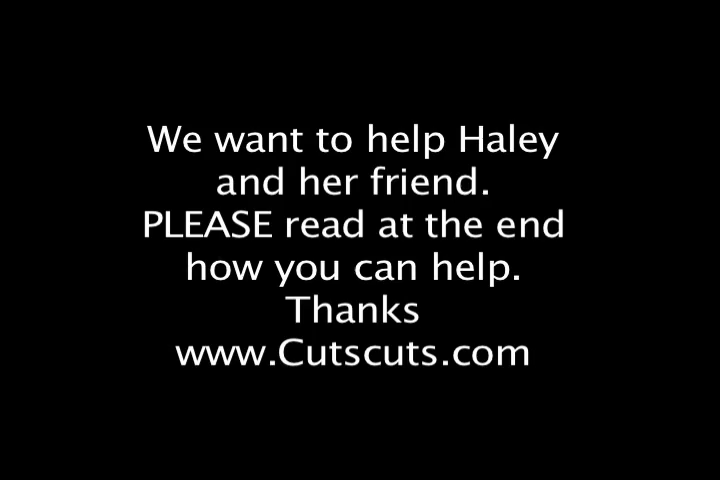 We want to help Haley
and her friend.
PLEASE read at the end
how you can help.
Thanks
www.Cutscuts.com